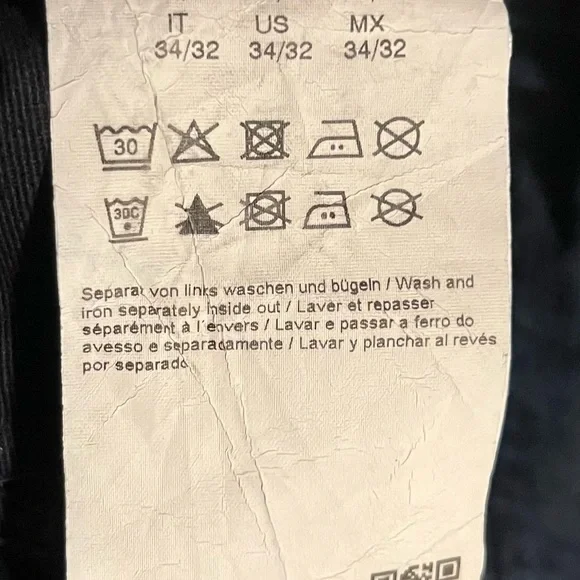 IT US MX
34/32 34/32 34/32
30
30C
Separat von links waschen und bügeln / Wash and
iron separately inside out / Laver et repasser
séparément à l'envers / Lavar e passar a ferro do
avesso e separadamente / Lavar y planchar al revés
por separado